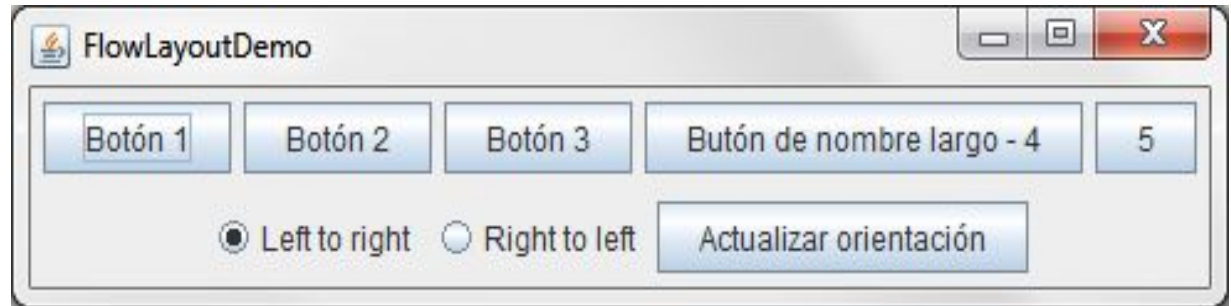 FlowLayoutDemo
Botón 1 Botón 2 Botón 3 Butón de nombre largo - 4 5
Left to right Right to left Actualizar orientación